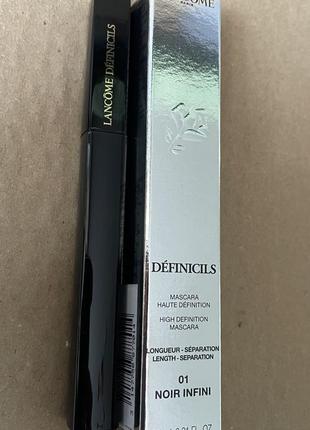 LANCÔME DÉFINICILS
DÉFINICILS
MASCARA
HAUTE DÉFINITION
HIGH DEFINITION
MASCARA
LONGUEUR - SÉPARATION
LENGTH - SEPARATION
01
NOIR INFINI